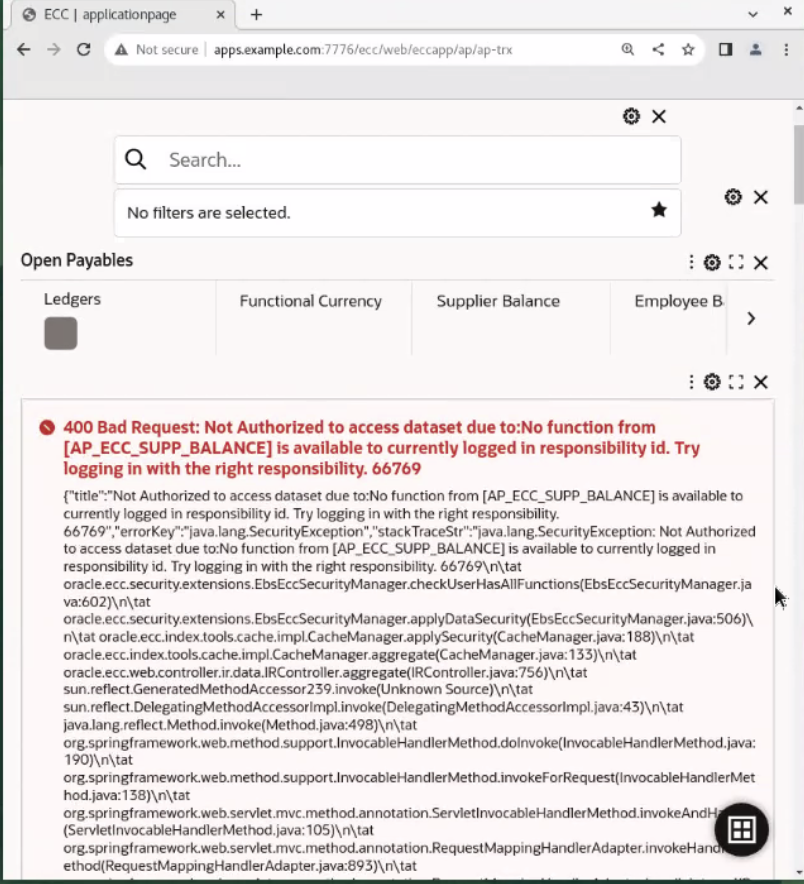 ECC | applicationpage
Not secure | apps.example.com:7776/ecc/web/eccapp/ap/ap-trx
Search...
No filters are selected.
Open Payables
Ledgers
Functional Currency
Supplier Balance
Employee B
400 Bad Request: Not Authorized to access dataset due to:No function from
[AP_ECC_SUPP_BALANCE] is available to currently logged in responsibility id. Try
logging in with the right responsibility. 66769
{"title":"Not Authorized to access dataset due to:No function from [AP_ECC_SUPP_BALANCE] is available to
currently logged in responsibility id. Try logging in with the right responsibility.
66769","errorKey":"java.lang.SecurityException","stackTraceStr":"java.lang.SecurityException: Not Authorized
to access dataset due to:No function from [AP_ECC_SUPP_BALANCE] is available to currently logged in
responsibility id. Try logging in with the right responsibility. 66769\n\tat
oracle.ecc.security.extensions.EbsEccSecurityManager.checkUserHasAllFunctions(EbsEccSecurityManager.ja
va:602)\n\tat
oracle.ecc.security.extensions.EbsEccSecurityManager.applyDataSecurity(EbsEccSecurityManager.java:506)\
n\tat oracle.ecc.index.tools.cache.impl.CacheManager.applySecurity(CacheManager.java:188)\n\tat
oracle.ecc.index.tools.cache.impl.CacheManager.aggregate(CacheManager.java:133)\n\tat
oracle.ecc.web.controller.ir.data.IRController.aggregate(IRController.java:756)\n\tat
sun.reflect.GeneratedMethodAccessor239.invoke(Unknown Source)\n\tat
sun.reflect.DelegatingMethodAccessorImpl.invoke(DelegatingMethodAccessorImpl.java:43)\n\tat
java.lang.reflect.Method.invoke(Method.java:498)\n\tat
org.springframework.web.method.support.InvocableHandlerMethod.doInvoke(InvocableHandlerMethod.java:
190)\n\tat
org.springframework.web.method.support.InvocableHandlerMethod.invokeForRequest(InvocableHandlerMet
hod.java:138)\n\tat
org.springframework.web.servlet.mvc.method.annotation.ServletInvocableHandlerMethod.invokeAndHa
(ServletInvocableHandlerMethod.java:105)\n\tat
org.springframework.web.servlet.mvc.method.annotation.RequestMappingHandlerAdapter.invokeHand
ethod(RequestMappingHandlerAdapter.java:893)\n\tat